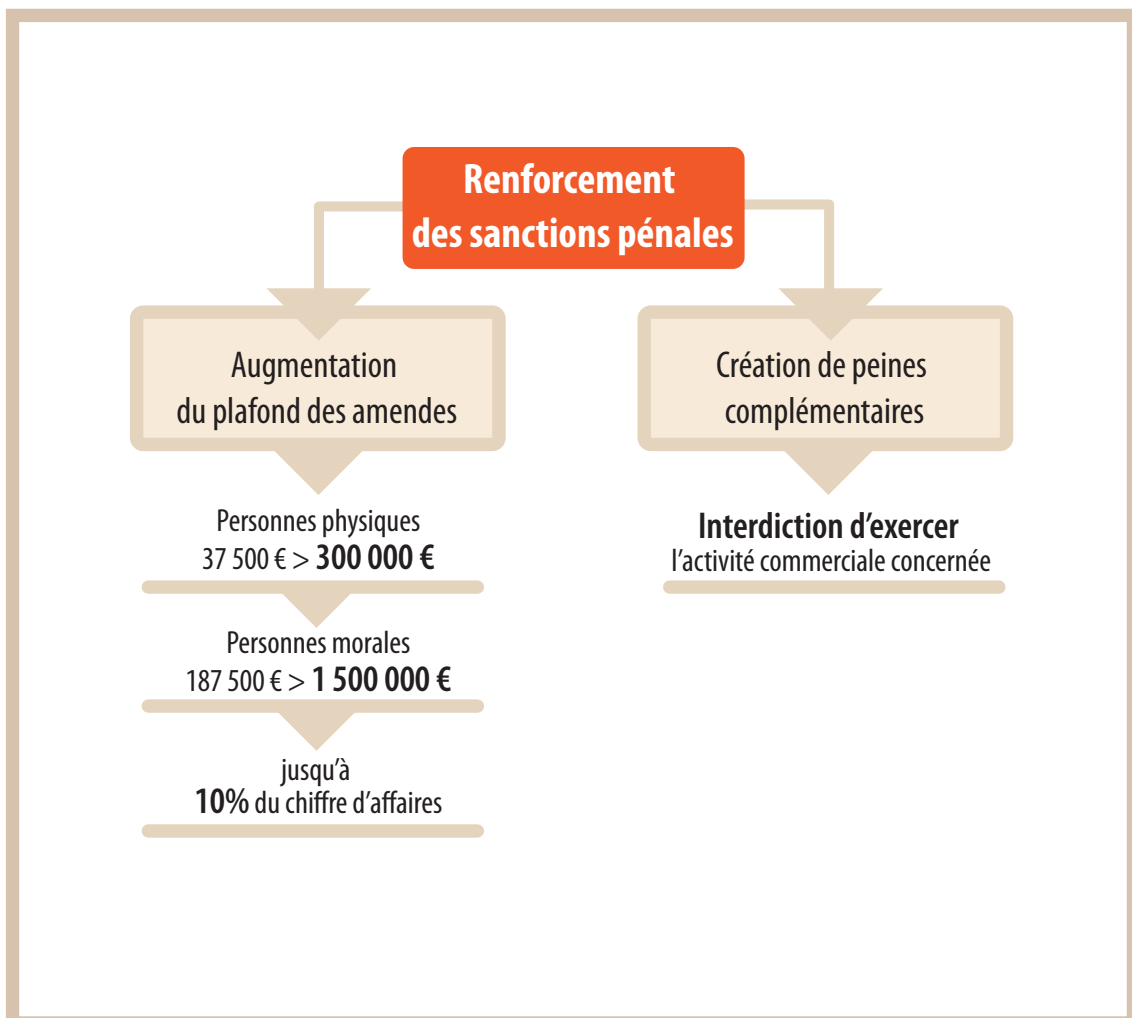 Renforcement
des sanctions pénales
Augmentation
du plafond des amendes
Personnes physiques
37 500 € > 300 000 €
Personnes morales
187 500 € > 1 500 000 €
jusqu’à
10% du chiffre d’affaires
Création de peines
complémentaires
Interdiction d’exercer
l’activité commerciale concernée